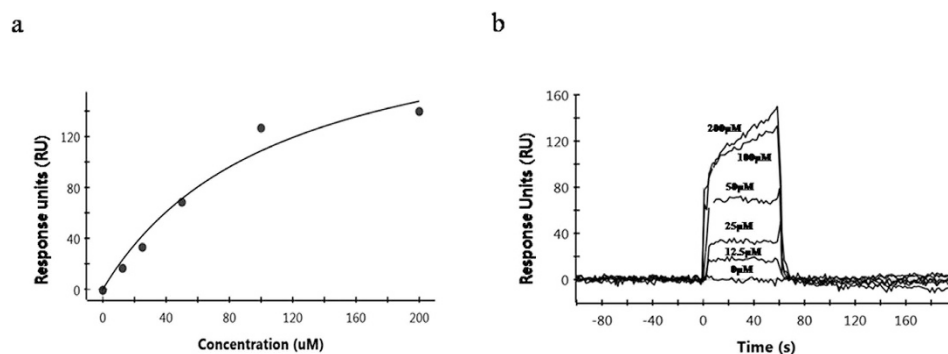 a
b
Response units (RU)
120
80
40
0
0
40
80
120
160
200
Concentration (uM)
Response Units (RU)
160
120
80
40
0
200µM
100µM
50µM
25µM
12.5µM
0µM
-80
-40
0
40
80
120
160
Time (s)